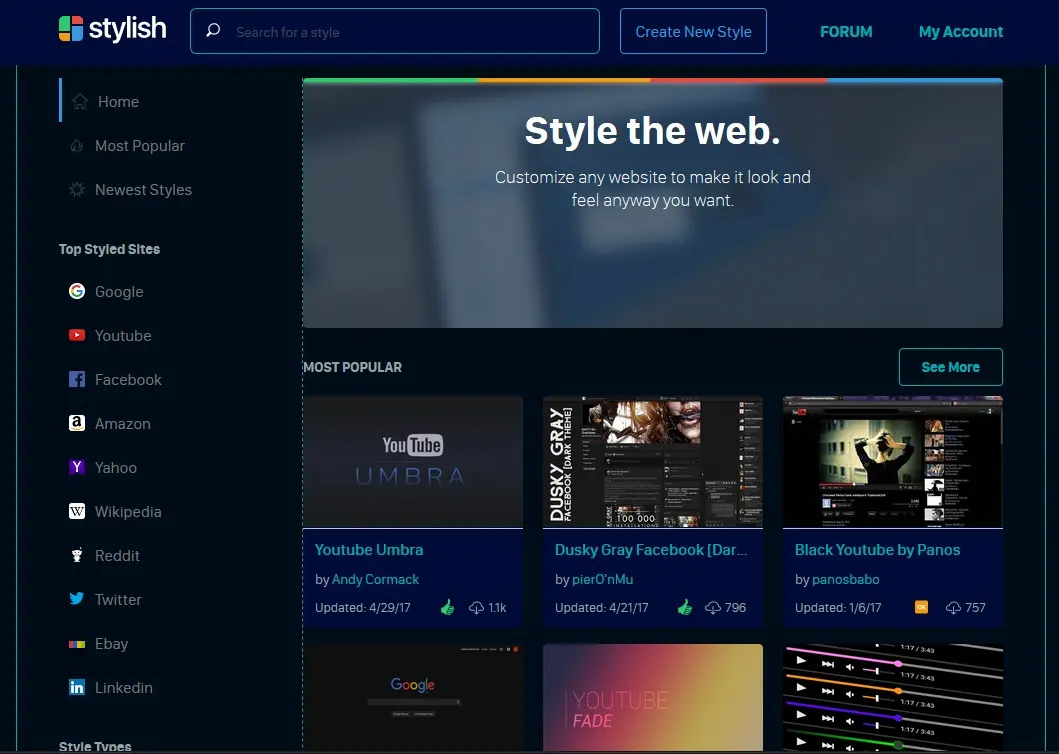 stylish
Search for a style
Create New Style
FORUM
My Account
Home
Most Popular
Newest Styles
Top Styled Sites
Google
Youtube
Facebook
Amazon
Yahoo
Wikipedia
Reddit
Twitter
Ebay
Linkedin
Style Types
Style the web.
Customize any website to make it look and
feel anyway you want.
MOST POPULAR
See More
YouTube
UMBRA
Youtube Umbra
by Andy Cormack
Updated: 4/29/17
1.1k
DUSKY GRAY
FACEBOOK [DARK THEME]
100 000
INSTALLATIONS
Dusky Gray Facebook [Dar...
by pierO'nMu
Updated: 4/21/17
796
Black Youtube by Panos
by panosbabo
Updated: 1/6/17
OK
757
Google
YOUTUBE
FADE
1:17 / 3:43
1:17 / 3:43
1:17 / 3:43
1:17 / 3:43